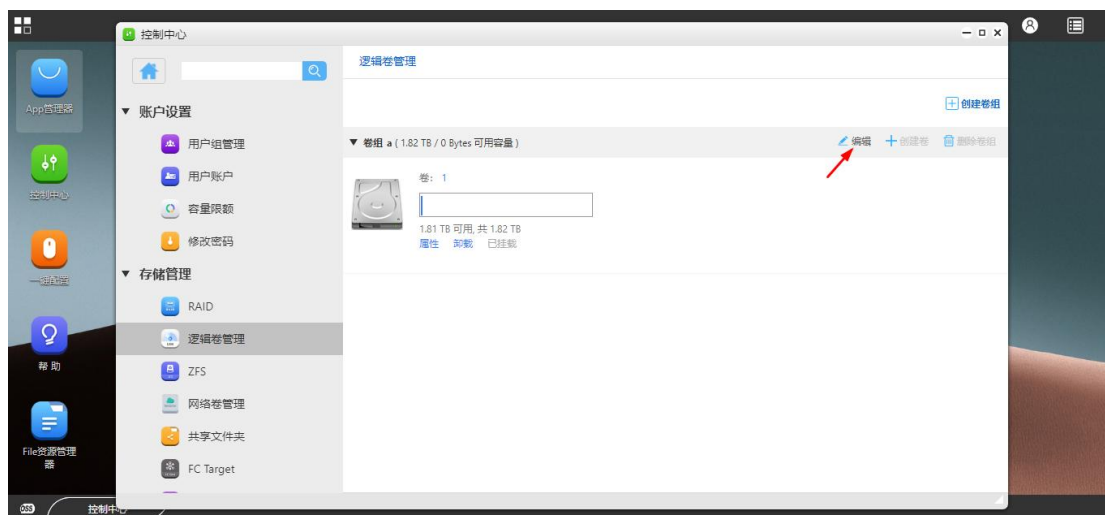 控制中心
逻辑卷管理
App管理器
创建卷组
账户设置
用户组管理
卷组 a ( 1.82 TB / 0 Bytes 可用容量 )
编辑
创建卷
删除卷组
控制中心
用户账户
卷: 1
容量限额
1.81 TB 可用, 共 1.82 TB
属性 卸载 已挂载
修改密码
一键配置
存储管理
RAID
逻辑卷管理
帮 助
ZFS
网络卷管理
共享文件夹
File资源管理
器
FC Target
OSS
控制中心